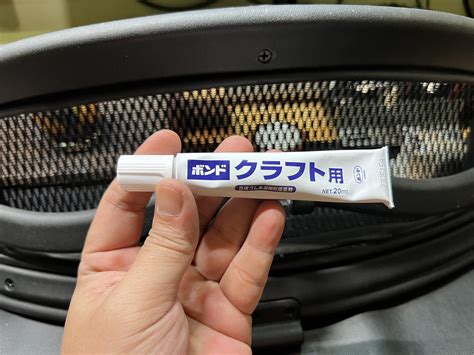 ボンド クラフト用
合成ゴム系溶剤形接着剤
NET.20ml